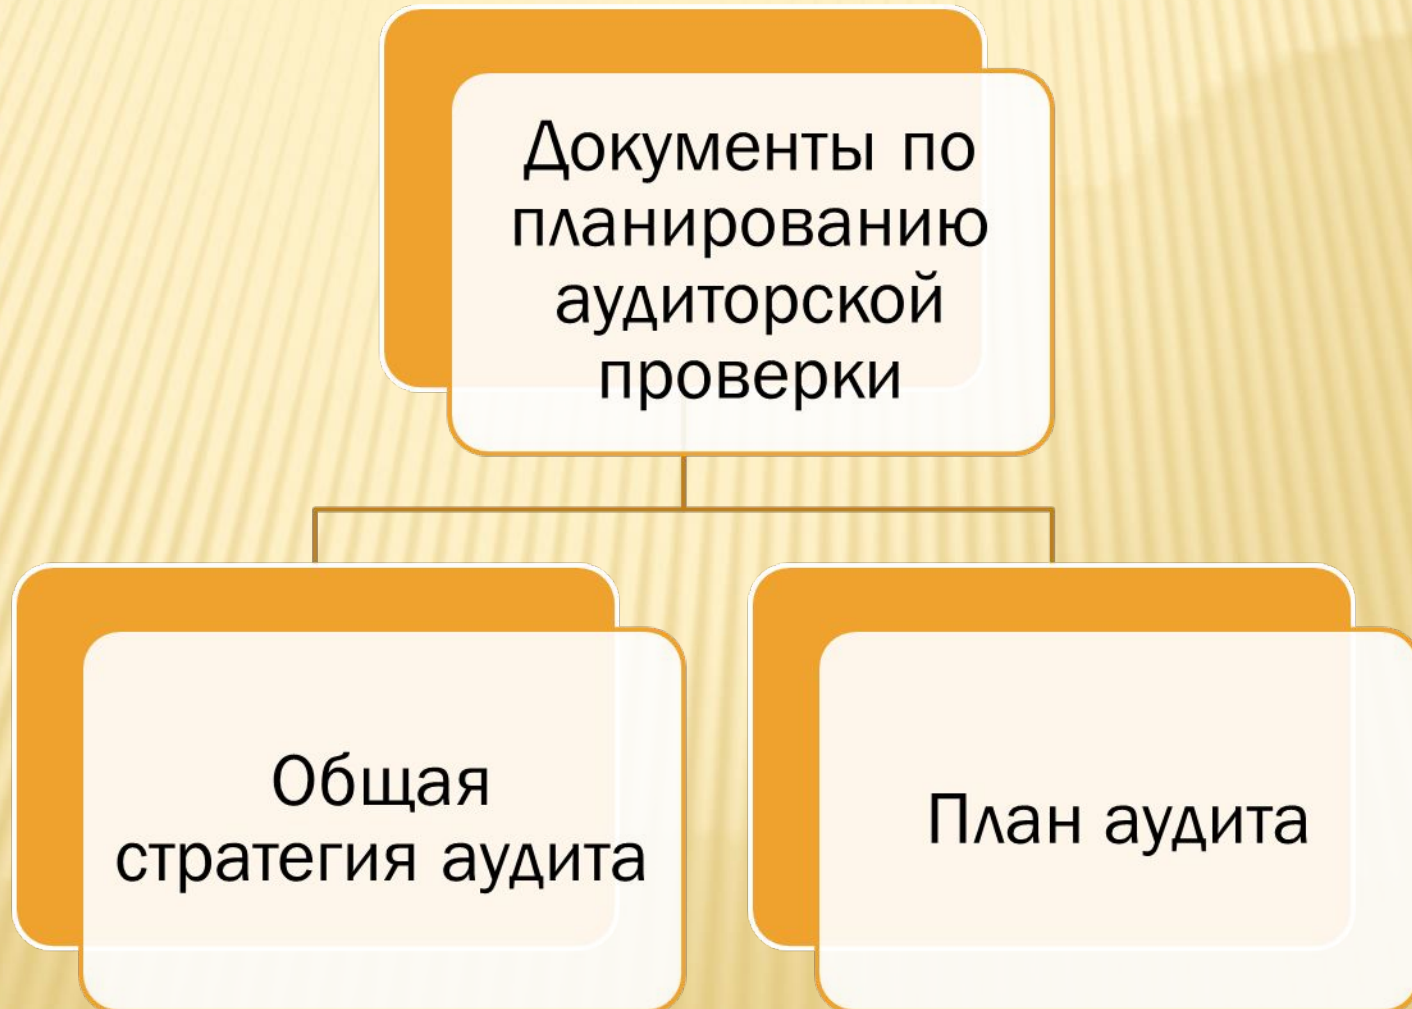 Документы по
планированию
аудиторской
проверки
Общая
стратегия аудита
План аудита